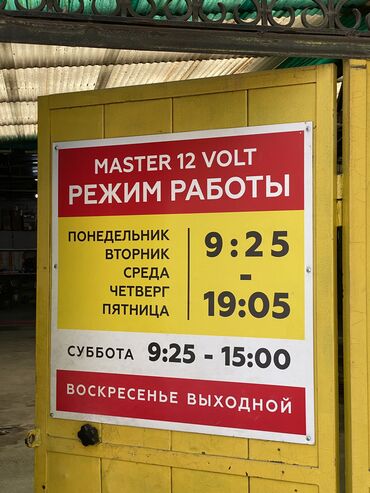 MASTER 12 VOLT
РЕЖИМ РАБОТЫ
ПОНЕДЕЛЬНИК
ВТОРНИК
СРЕДА
ЧЕТВЕРГ
ПЯТНИЦА
9:25
-
19:05
СУББОТА 9:25 - 15:00
ВОСКРЕСЕНЬЕ ВЫХОДНОЙ